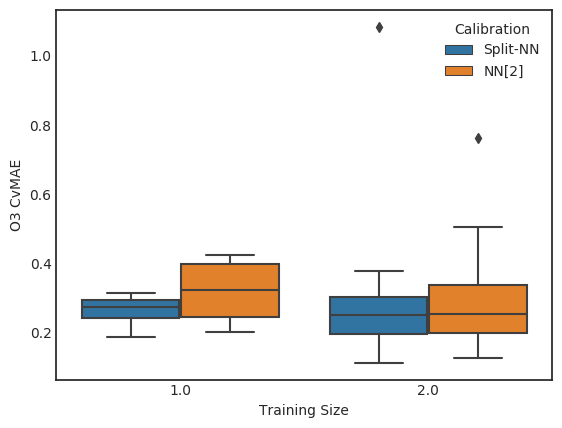 Calibration
Split-NN
NN[2]
O3 CvMAE
1.0
0.8
0.6
0.4
0.2
1.0
2.0
Training Size